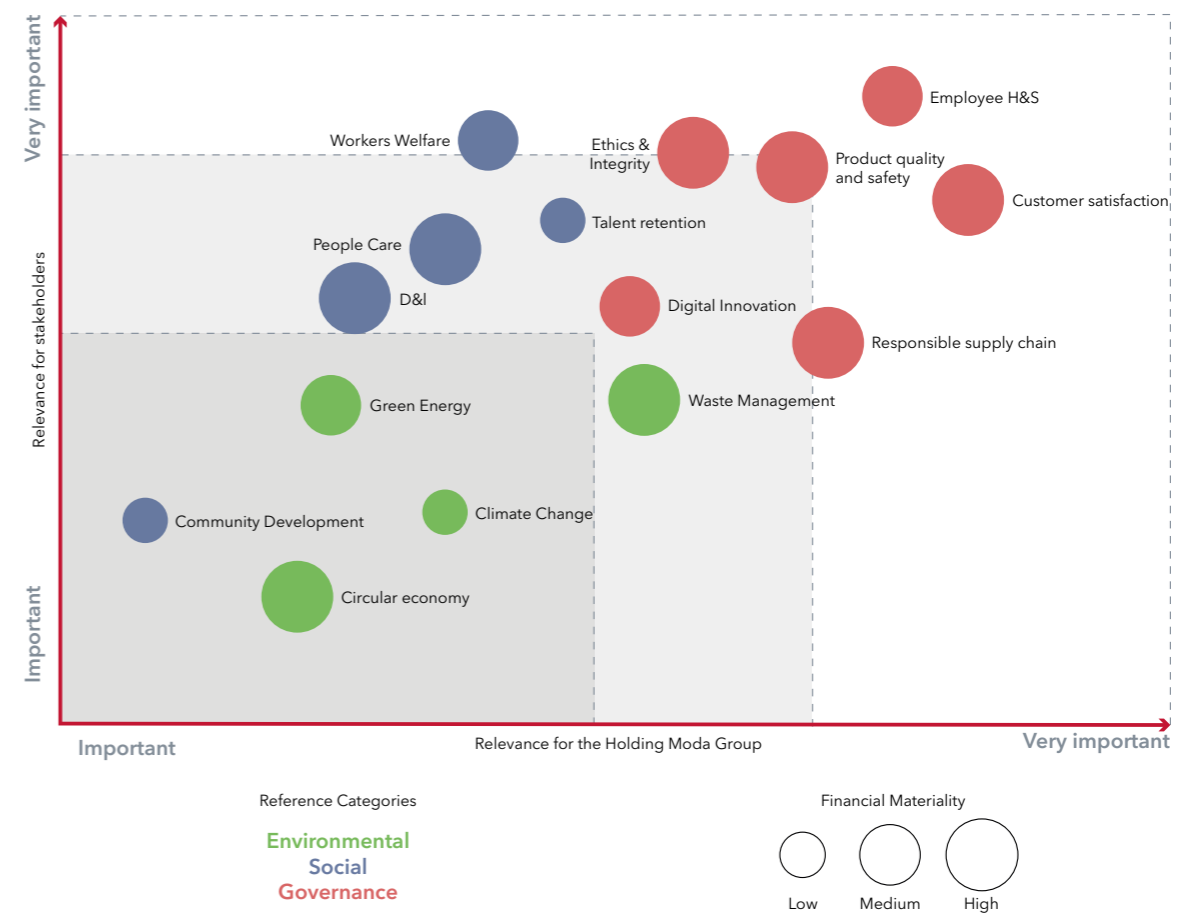 Very important
Relevance for stakeholders
Important
Employee H&S
Workers Welfare
Ethics &
Integrity
Product quality
and safety
Customer satisfaction
Talent retention
People Care
D&I
Digital Innovation
Responsible supply chain
Green Energy
Waste Management
Community Development
Climate Change
Circular economy
Important
Relevance for the Holding Moda Group
Very important
Reference Categories
Environmental
Social
Governance
Financial Materiality
Low
Medium
High